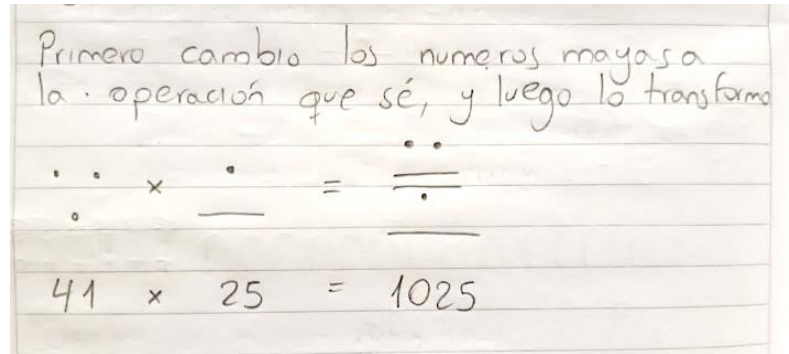 Primero cambio los numeros mayas a
la operación que sé, y luego lo transformo
x =
41 x 25 = 1025